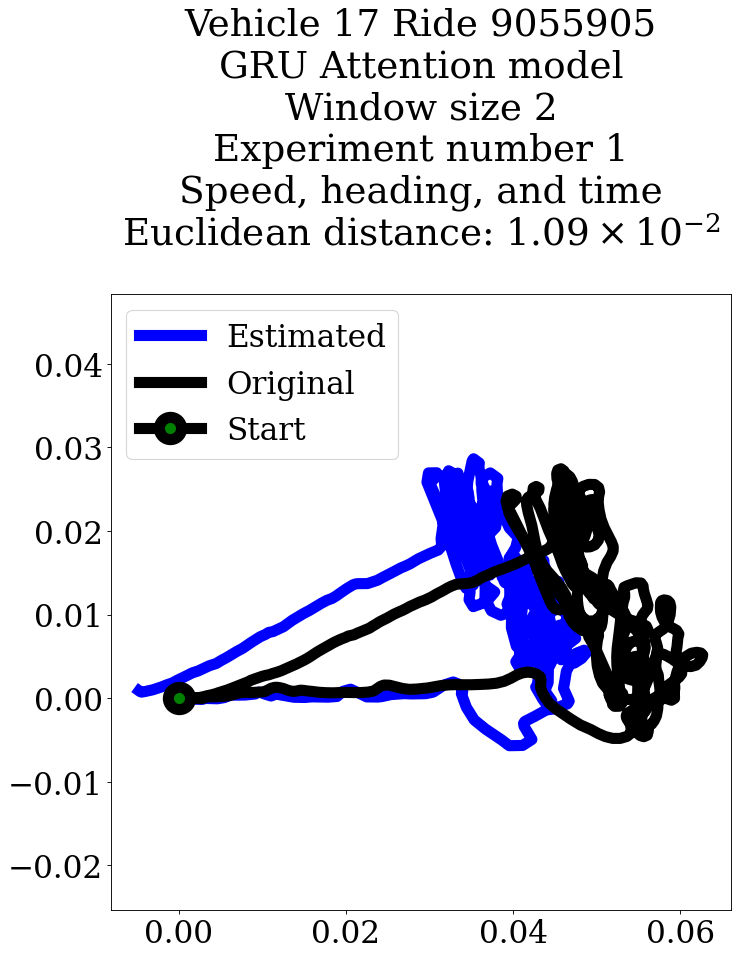 Vehicle 17 Ride 9055905
GRU Attention model
Window size 2
Experiment number 1
Speed, heading, and time
Euclidean distance: 1.09 × 10⁻²
Estimated
Original
Start
0.04
0.03
0.02
0.01
0.00
−0.01
−0.02
0.00 0.02 0.04 0.06